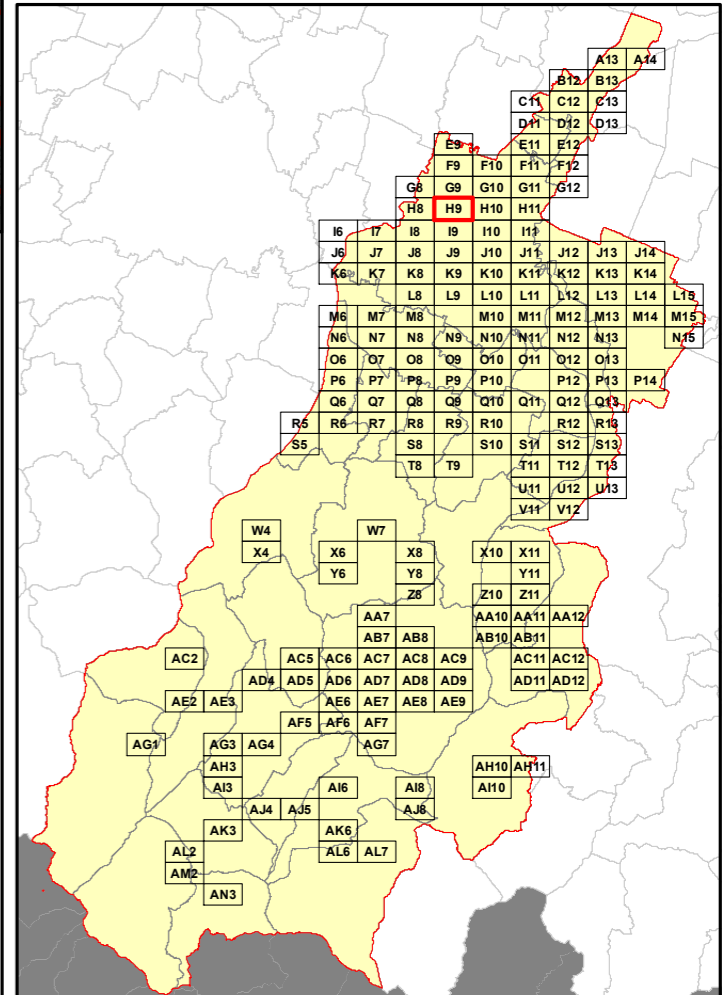 A13 A14
B12 B13
C11 C12 C13
D11 D12 D13
E9 E11 E12
F9 F10 F11 F12
G8 G9 G10 G11 G12
H8 H9 H10 H11
I6 I7 I8 I9 I10 I11
J6 J7 J8 J9 J10 J11 J12 J13 J14
K6 K7 K8 K9 K10 K11 K12 K13 K14
L8 L9 L10 L11 L12 L13 L14 L15
M6 M7 M8 M10 M11 M12 M13 M14 M15
N6 N7 N8 N9 N10 N11 N12 N13 N15
O6 O7 O8 O9 O10 O11 O12 O13
P6 P7 P8 P9 P10 P12 P13 P14
Q6 Q7 Q8 Q9 Q10 Q11 Q12 Q13
R5 R6 R7 R8 R9 R10 R12 R13
S5 S8 S10 S11 S12 S13
T8 T9 T11 T12 T13
U11 U12 U13
V11 V12
W4 W7
X4 X6 X8 X10 X11
Y6 Y8 Y11
Z8 Z10 Z11
AA7 AA10 AA11 AA12
AB7 AB8 AB10 AB11
AC2 AC5 AC6 AC7 AC8 AC9 AC11 AC12
AD4 AD5 AD6 AD7 AD8 AD9 AD11 AD12
AE2 AE3 AE6 AE7 AE8 AE9
AF5 AF6 AF7
AG1 AG3 AG4 AG7
AH3 AH10 AH11
AI3 AI6 AI8 AI10
AJ4 AJ5 AJ8
AK3 AK6
AL2 AL6 AL7
AM2
AN3